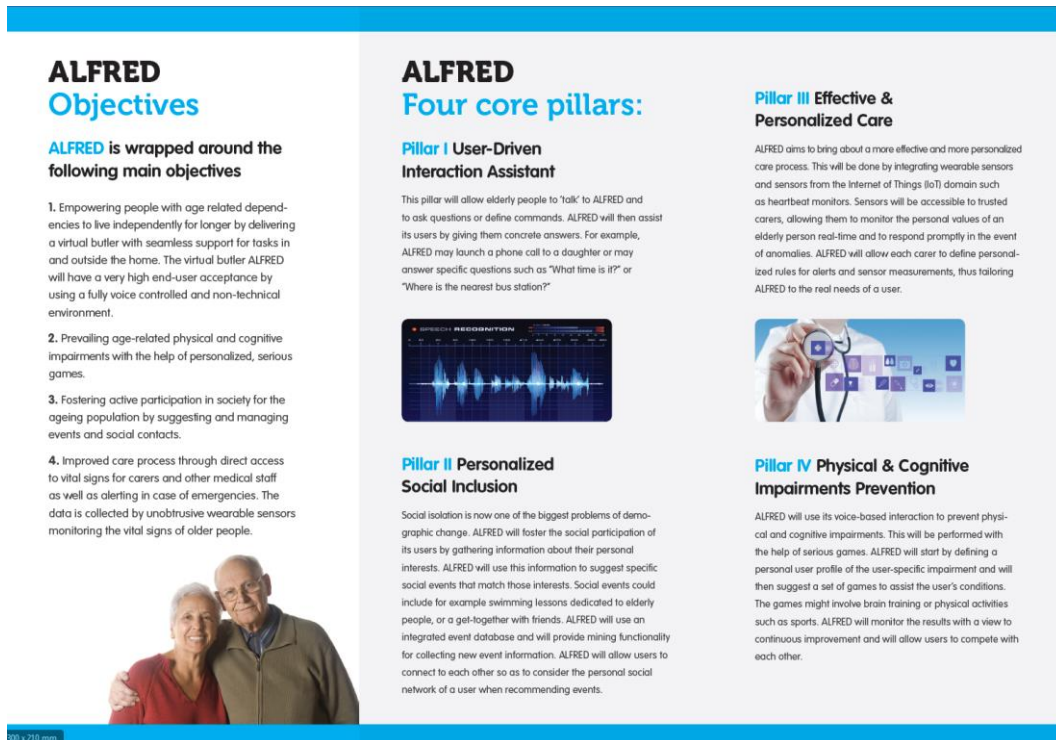 ALFRED
Objectives
ALFRED is wrapped around the
following main objectives
1. Empowering people with age related depend-
encies to live independently for longer by delivering
a virtual butler with seamless support for tasks in
and outside the home. The virtual butler ALFRED
will have a very high end-user acceptance by
using a fully voice controlled and non-technical
environment.
2. Prevailing age-related physical and cognitive
impairments with the help of personalized, serious
games.
3. Fostering active participation in society for the
ageing population by suggesting and managing
events and social contacts.
4. Improved care process through direct access
to vital signs for carers and other medical staff
as well as alerting in case of emergencies. The
data is collected by unobtrusive wearable sensors
monitoring the vital signs of older people.
ALFRED
Four core pillars:
Pillar I User-Driven
Interaction Assistant
This pillar will allow elderly people to 'talk' to ALFRED and
to ask questions or define commands. ALFRED will then assist
its users by giving them concrete answers. For example,
ALFRED may launch a phone call to a daughter or may
answer specific questions such as "What time is it?" or
"Where is the nearest bus station?"
SPEECH RECOGNITION
Pillar II Personalized
Social Inclusion
Social isolation is now one of the biggest problems of demo-
graphic change. ALFRED will foster the social participation of
its users by gathering information about their personal
interests. ALFRED will use this information to suggest specific
social events that match those interests. Social events could
include for example swimming lessons dedicated to elderly
people, or a get-together with friends. ALFRED will use an
integrated event database and will provide mining functionality
for collecting new event information. ALFRED will allow users to
connect to each other so as to consider the personal social
network of a user when recommending events.
Pillar III Effective &
Personalized Care
ALFRED aims to bring about a more effective and more personalized
care process. This will be done by integrating wearable sensors
and sensors from the Internet of Things (IoT) domain such
as heartbeat monitors. Sensors will be accessible to trusted
carers, allowing them to monitor the personal values of an
elderly person real-time and to respond promptly in the event
of anomalies. ALFRED will allow each carer to define personal-
ized rules for alerts and sensor measurements, thus tailoring
ALFRED to the real needs of a user.
Pillar IV Physical & Cognitive
Impairments Prevention
ALFRED will use its voice-based interaction to prevent physi-
cal and cognitive impairments. This will be performed with
the help of serious games. ALFRED will start by defining a
personal user profile of the user-specific impairment and will
then suggest a set of games to assist the user's conditions.
The games might involve brain training or physical activities
such as sports. ALFRED will monitor the results with a view to
continuous improvement and will allow users to compete with
each other.
300 x 210 mm